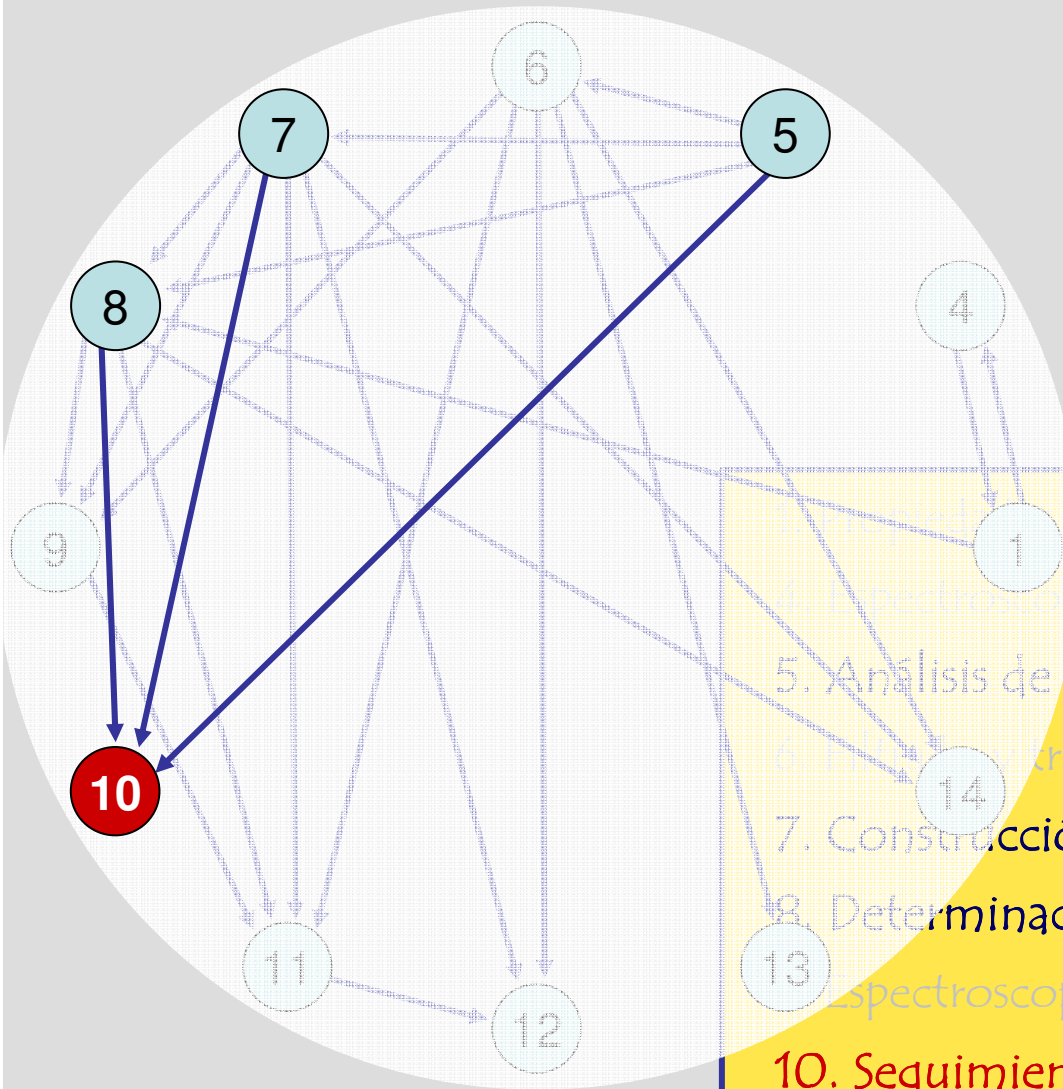 6
7
5
8
4
9
1
5. Análisis de
10
14
7. Construcció
8. Determinac
11
13
12
Espectroscop
10. Seguimien